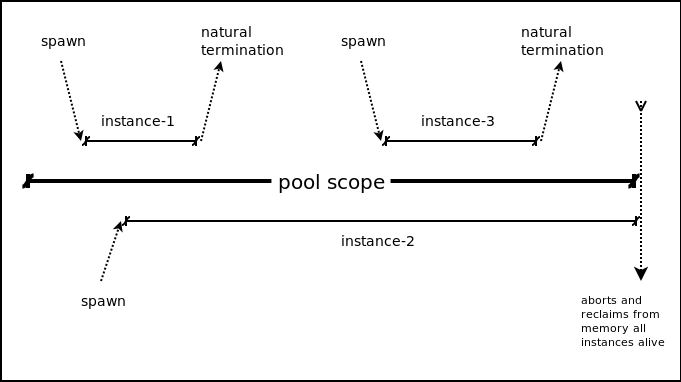 spawn
natural
termination
spawn
natural
termination
instance-1
instance-3
pool scope
instance-2
spawn
aborts and
reclaims from
memory all
instances alive